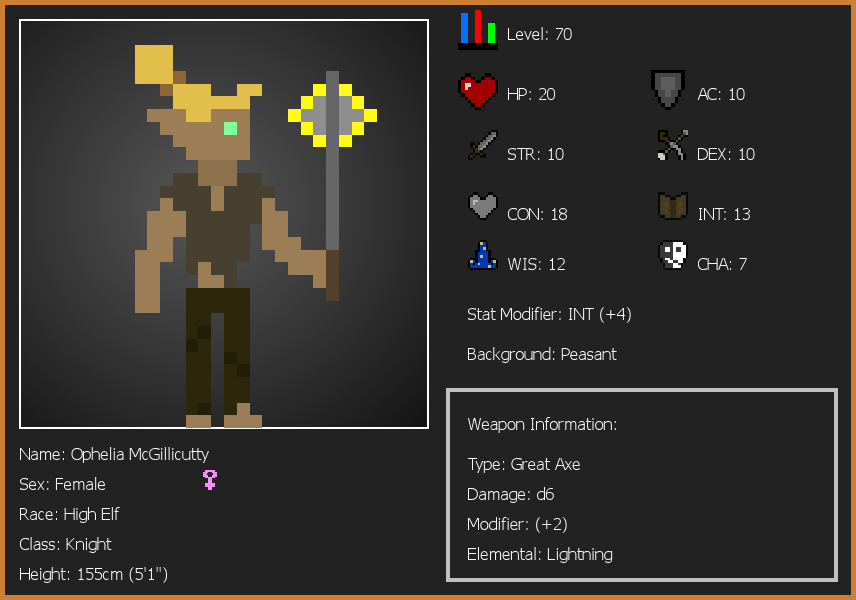 Level: 70
HP: 20
AC: 10
STR: 10
DEX: 10
CON: 18
INT: 13
WIS: 12
CHA: 7
Stat Modifier: INT (+4)
Background: Peasant
Weapon Information:
Type: Great Axe
Damage: d6
Modifier: (+2)
Elemental: Lightning
Name: Ophelia McGillicutty
Sex: Female
Race: High Elf
Class: Knight
Height: 155cm (5'1")